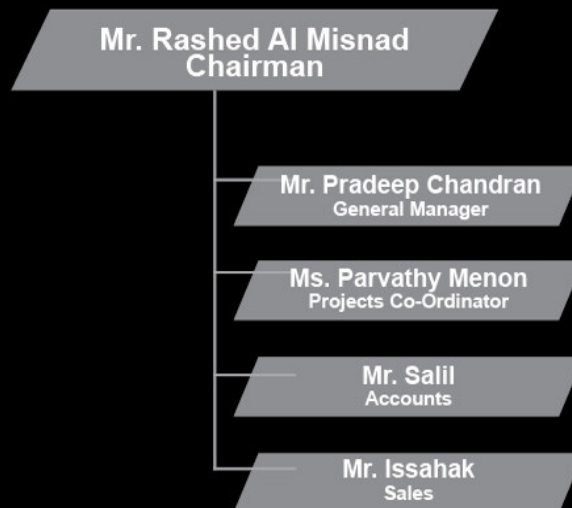 Mr. Rashed Al Misnad
Chairman
Mr. Pradeep Chandran
General Manager
Ms. Parvathy Menon
Projects Co-Ordinator
Mr. Salil
Accounts
Mr. Issahak
Sales